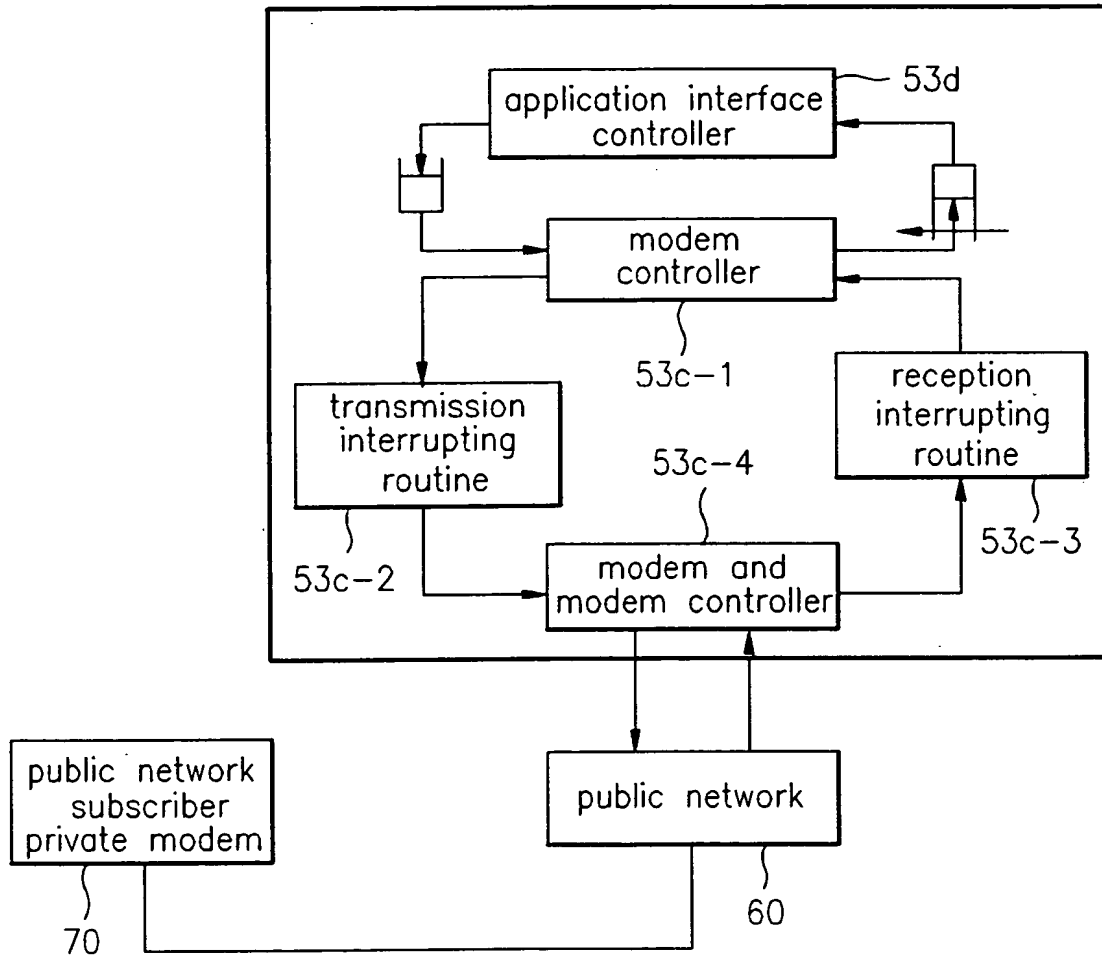 53d
application interface
controller
modem
controller
53c-1
transmission
interrupting
routine
53c-2
reception
interrupting
routine
53c-3
53c-4
modem and
modem controller
public network
subscriber
private modem
70
public network
60